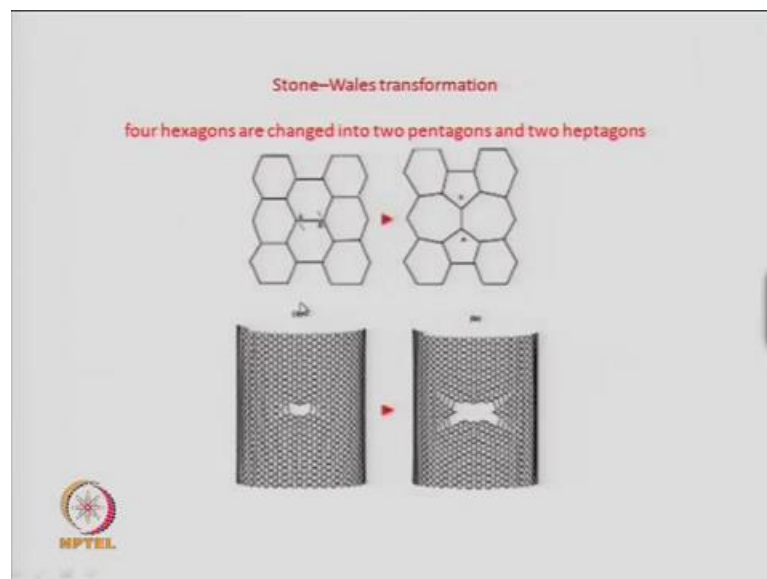 Stone–Wales transformation
four hexagons are changed into two pentagons and two heptagons
NPTEL